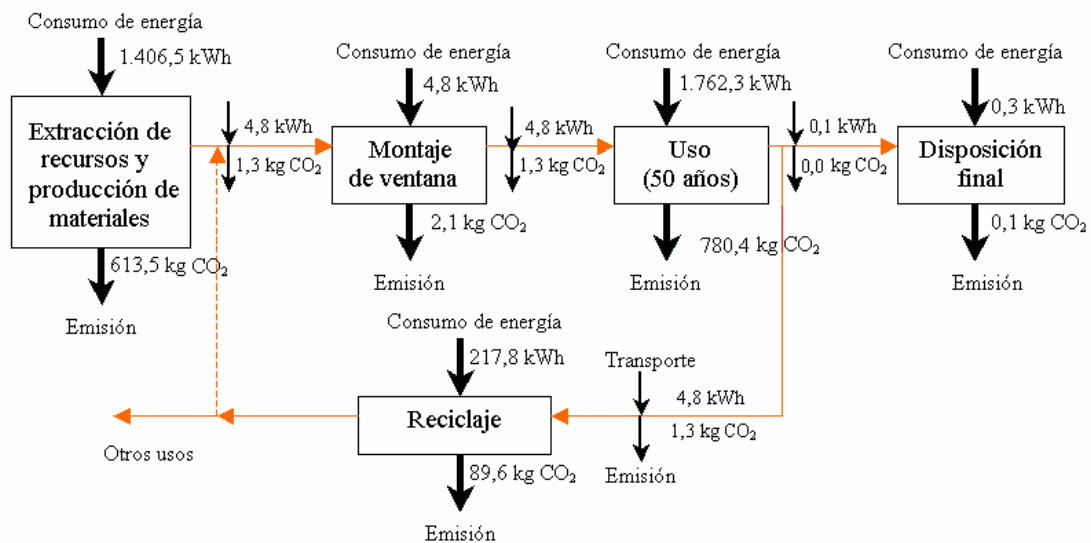 Consumo de energía
1.406,5 kWh
Extracción de
recursos y
producción de
materiales
613,5 kg CO₂
Emisión
4,8 kWh
1,3 kg CO₂
Consumo de energía
4,8 kWh
Montaje
de ventana
2,1 kg CO₂
Emisión
4,8 kWh
1,3 kg CO₂
Consumo de energía
1.762,3 kWh
Uso
(50 años)
780,4 kg CO₂
Emisión
0,1 kWh
0,0 kg CO₂
Consumo de energía
0,3 kWh
Disposición
final
0,1 kg CO₂
Emisión
Consumo de energía
217,8 kWh
Reciclaje
89,6 kg CO₂
Emisión
Transporte
4,8 kWh
1,3 kg CO₂
Emisión
Otros usos